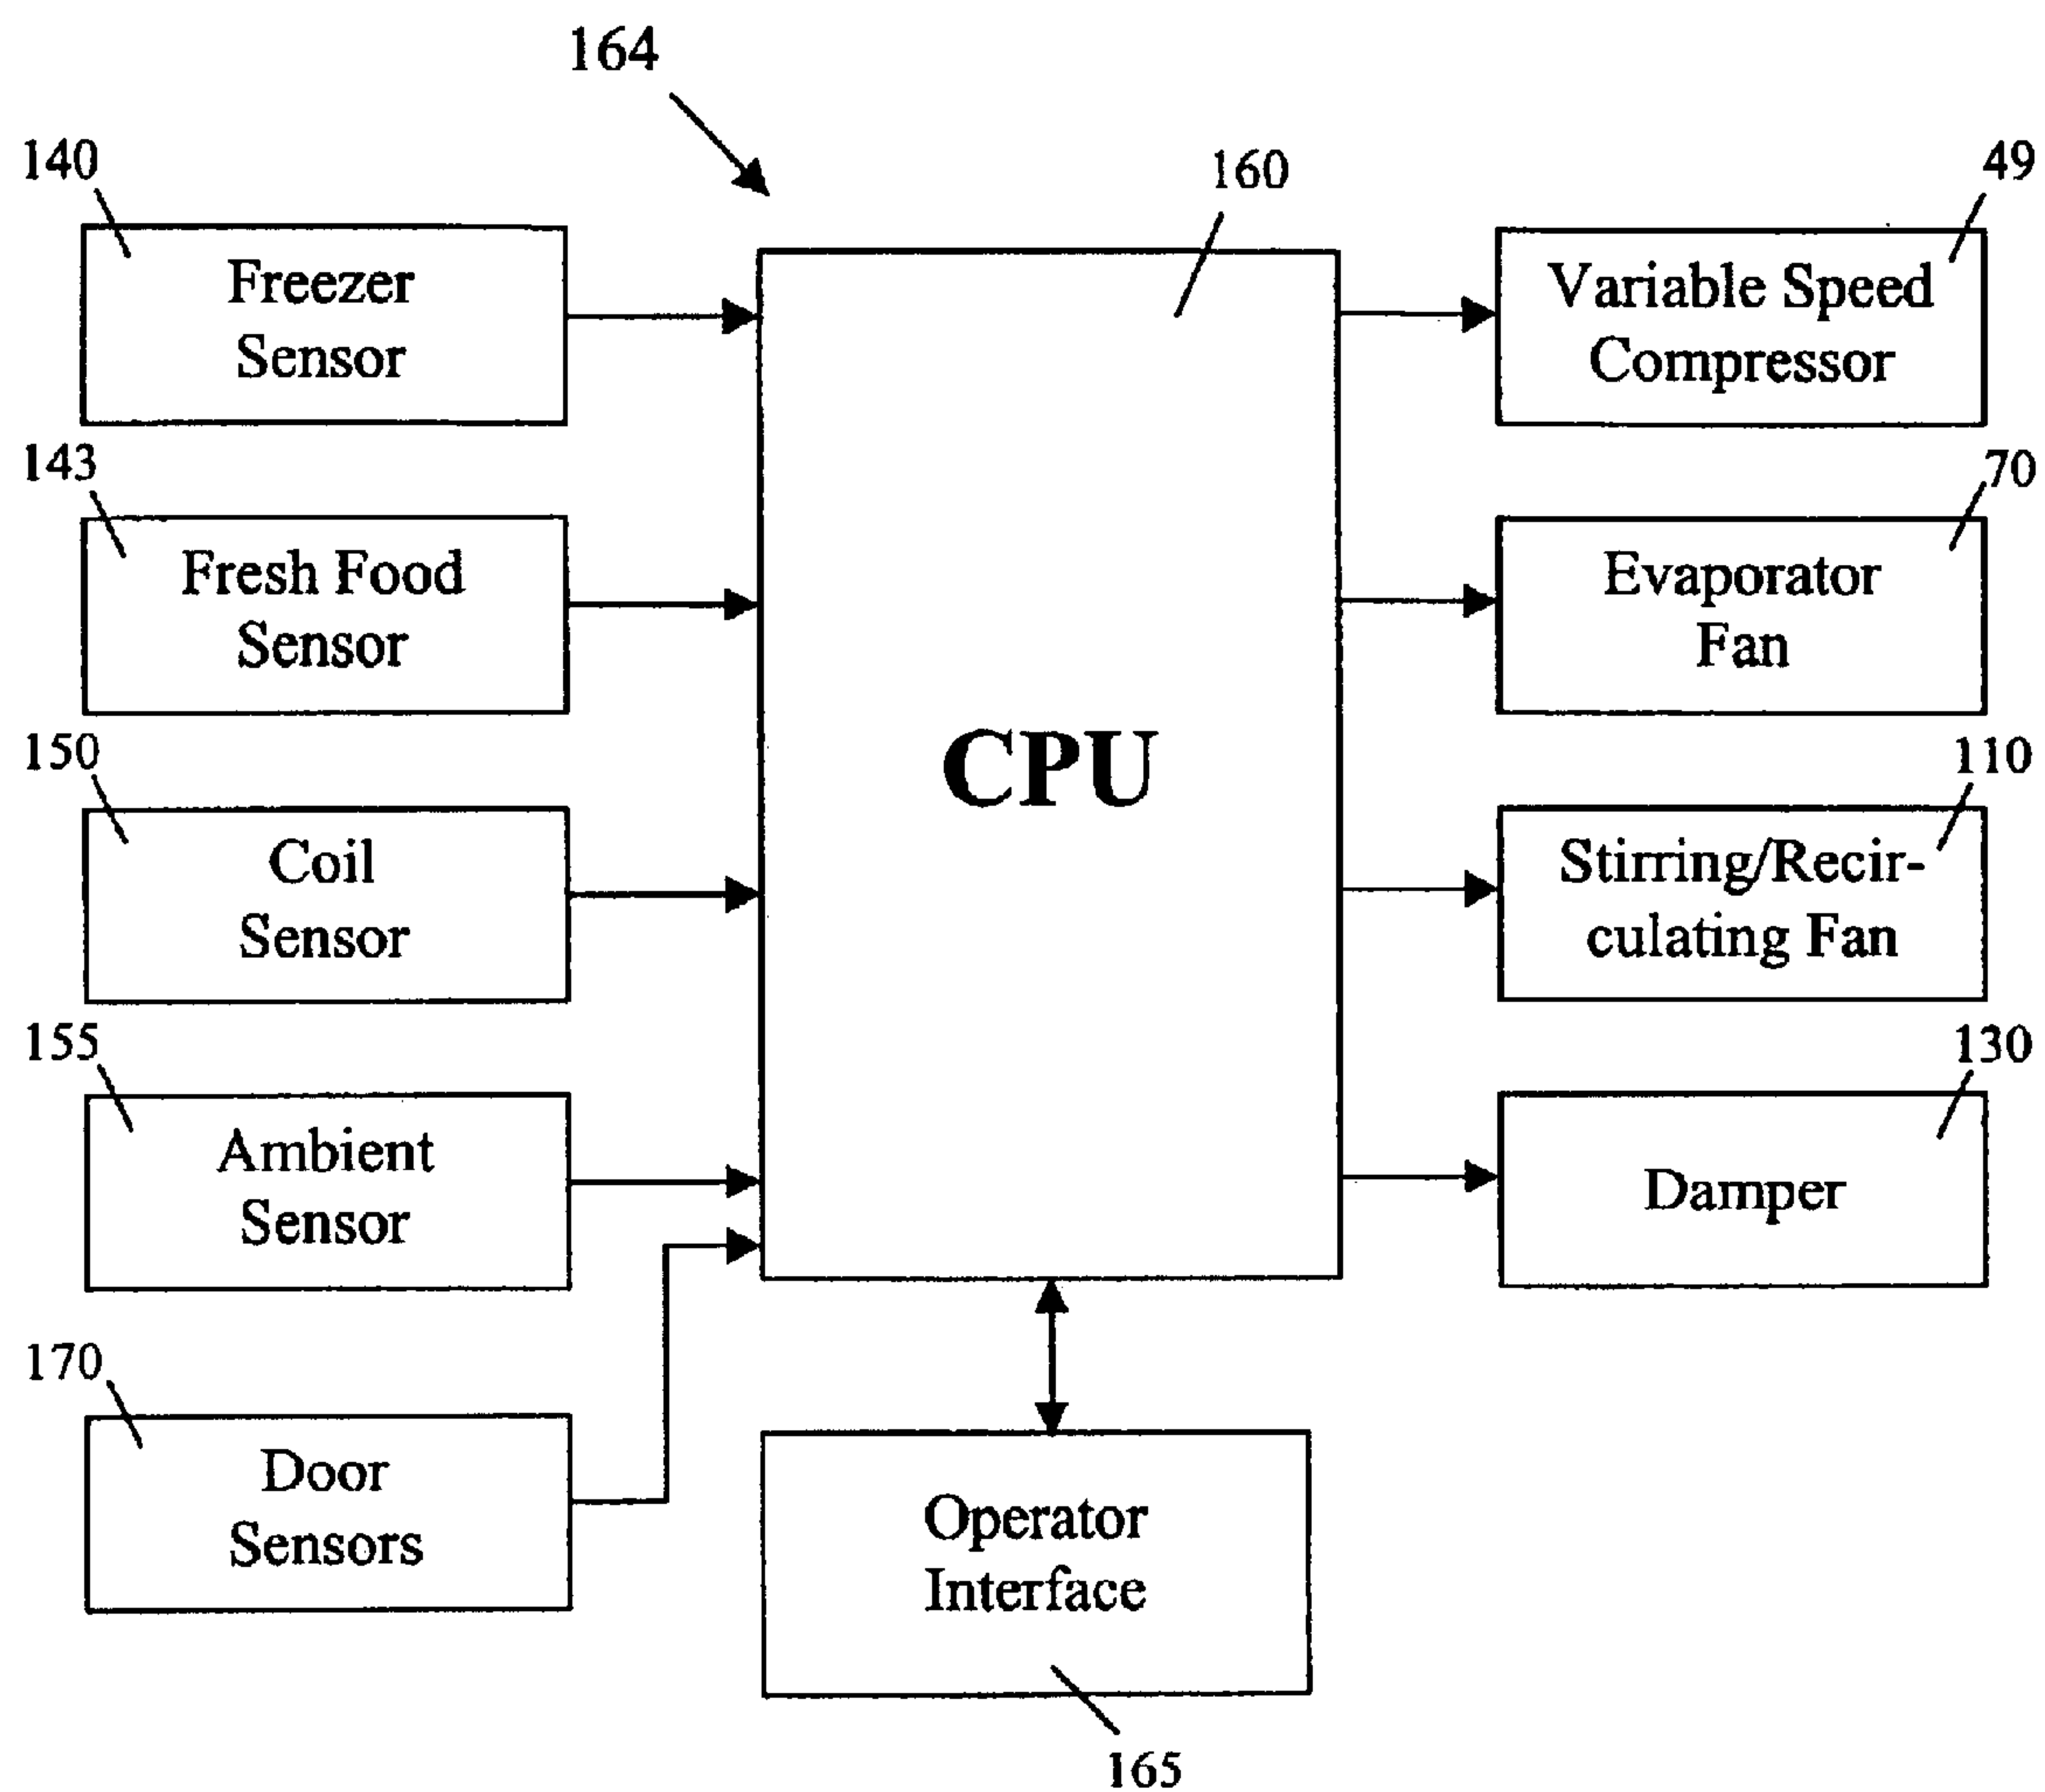 164
140
160
49
Freezer
Sensor
Variable Speed
Compressor
143
70
Fresh Food
Sensor
Evaporator
Fan
CPU
150
110
Coil
Sensor
Stirring/Recir-
culating Fan
155
130
Ambient
Sensor
Damper
170
Door
Sensors
Operator
Interface
165